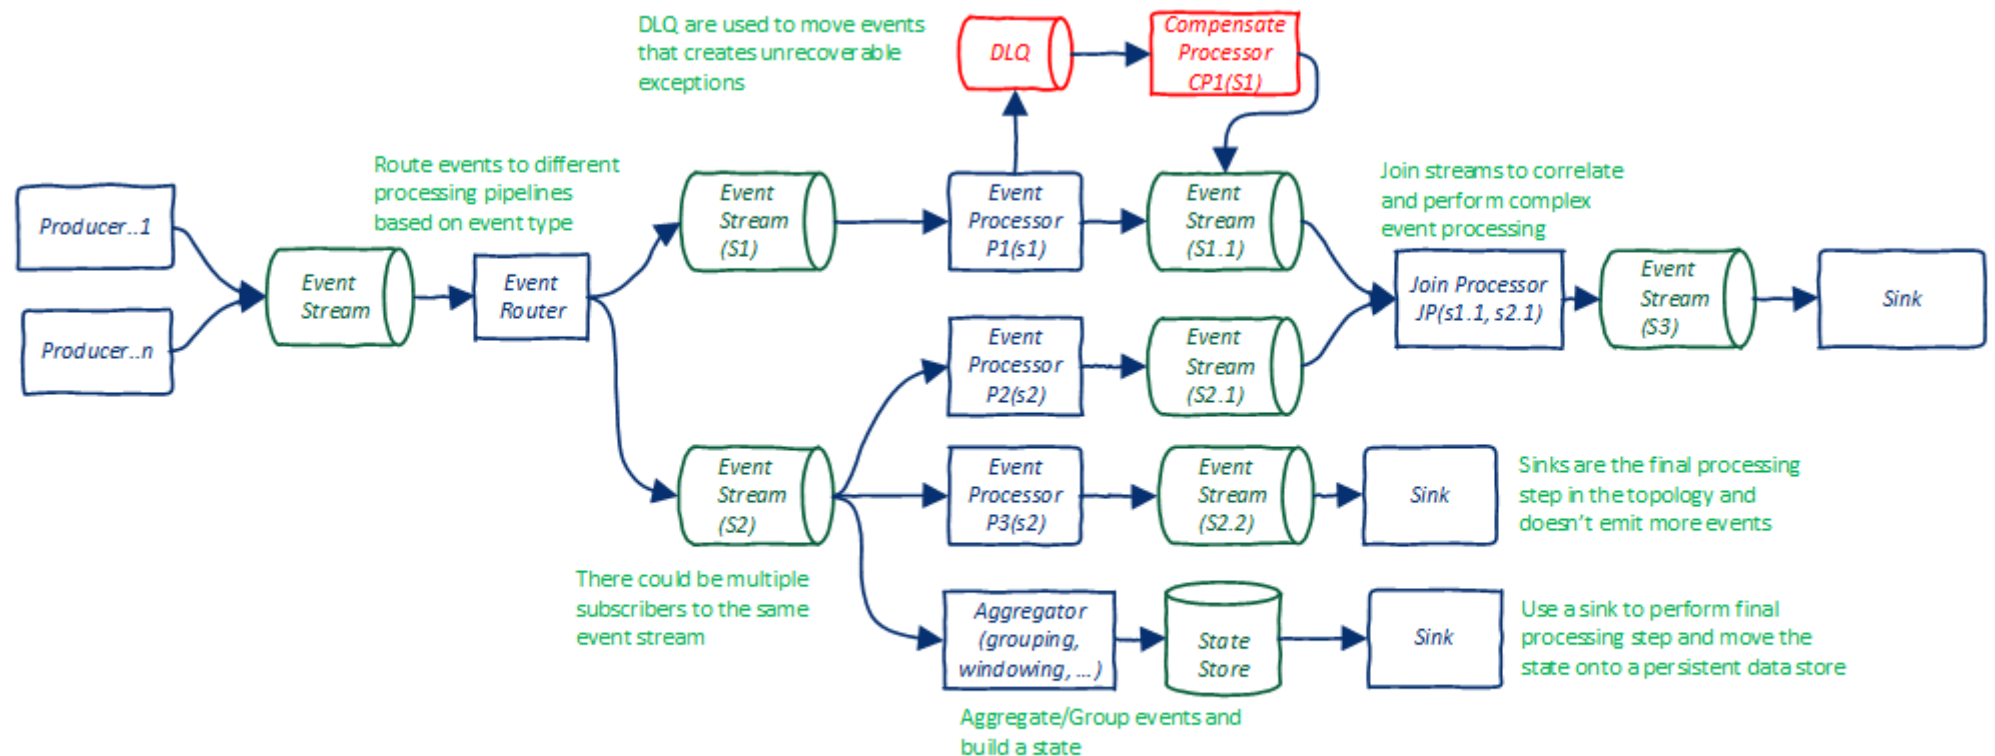 DLQ are used to move events
that creates unrecoverable
exceptions
DLQ
Compensate
Processor
CP1(S1)
Route events to different
processing pipelines
based on event type
Producer..1
Producer..n
Event
Stream
Event
Router
Event
Stream
(S1)
Event
Processor
P1(s1)
Event
Stream
(S1.1)
Join streams to correlate
and perform complex
event processing
Join Processor
JP(s1.1, s2.1)
Event
Stream
(S3)
Sink
Event
Processor
P2(s2)
Event
Stream
(S2.1)
Event
Stream
(S2)
Event
Processor
P3(s2)
Event
Stream
(S2.2)
Sink
Sinks are the final processing
step in the topology and
doesn't emit more events
There could be multiple
subscribers to the same
event stream
Aggregator
(grouping,
windowing, ...)
State
Store
Sink
Use a sink to perform final
processing step and move the
state onto a persistent data store
Aggregate/Group events and
build a state